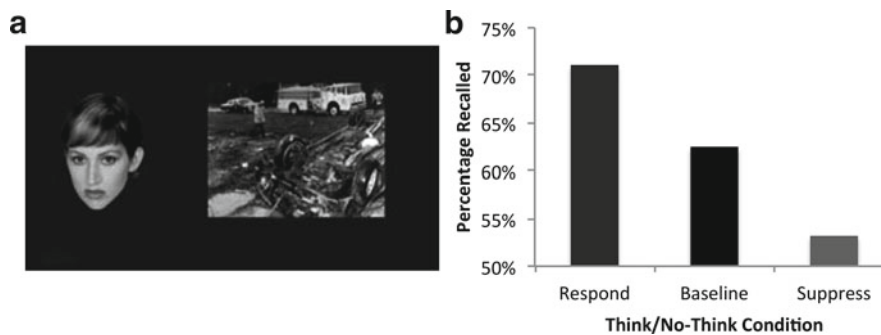 a
b
75%
70%
65%
60%
55%
50%
Percentage Recalled
Respond
Baseline
Suppress
Think/No-Think Condition